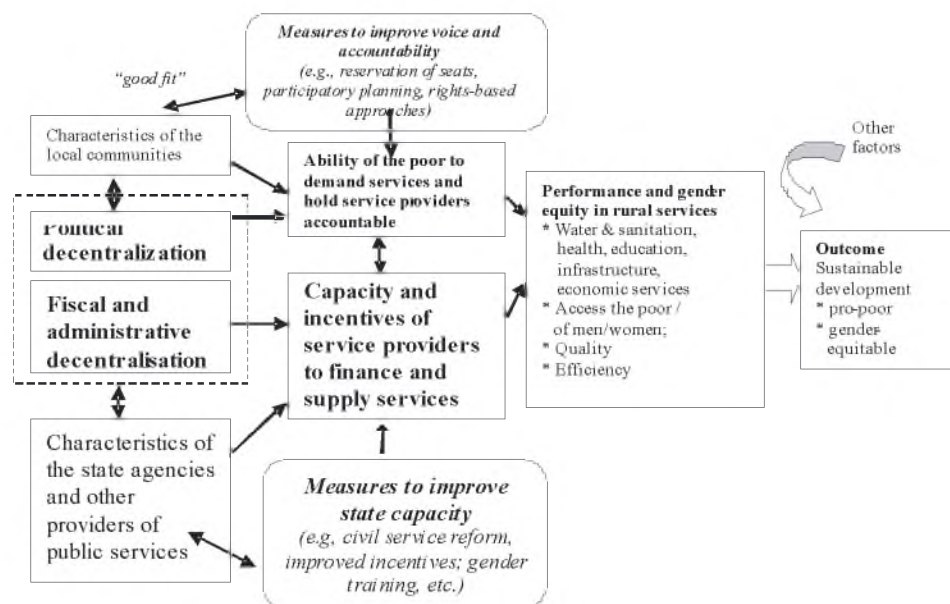 Measures to improve voice and
accountability
(e.g., reservation of seats,
participatory planning, rights-based
approaches)
“good fit”
Characteristics of the
local communities
Ability of the poor to
demand services and
hold service providers
accountable
Political
decentralization
Fiscal and
administrative
decentralisation
Capacity and
incentives of
service providers
to finance and
supply services
Characteristics of
the state agencies
and other
providers of
public services
Measures to improve
state capacity
(e.g, civil service reform,
improved incentives; gender
training, etc.)
Performance and gender
equity in rural services
* Water & sanitation,
health, education,
infrastructure,
economic services
* Access the poor /
of men/women;
* Quality
* Efficiency
Other
factors
Outcome
Sustainable
development
* pro-poor
* gender-
equitable